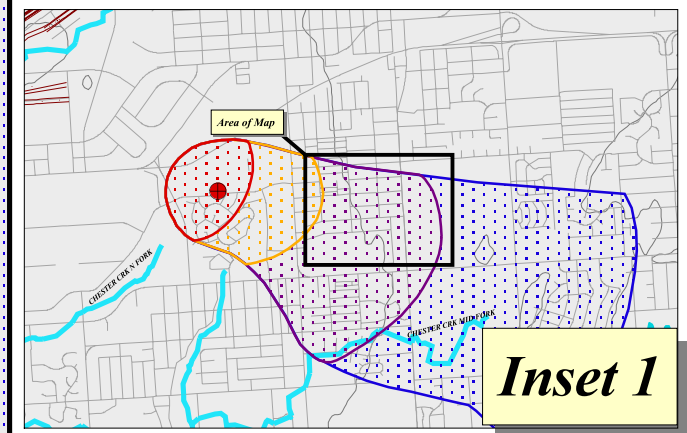 Area of Map
CHESTER CRK N FORK
CHESTER CRK MID FORK
Inset 1